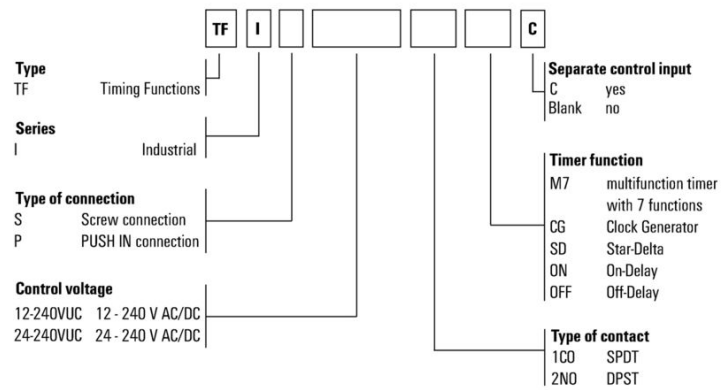 TF I C
Type
TF Timing Functions
Series
I Industrial
Type of connection
S Screw connection
P PUSH IN connection
Control voltage
12-240VUC 12 - 240 V AC/DC
24-240VUC 24 - 240 V AC/DC
Separate control input
C yes
Blank no
Timer function
M7 multifunction timer
with 7 functions
CG Clock Generator
SD Star-Delta
ON On-Delay
OFF Off-Delay
Type of contact
1CO SPDT
2NO DPST